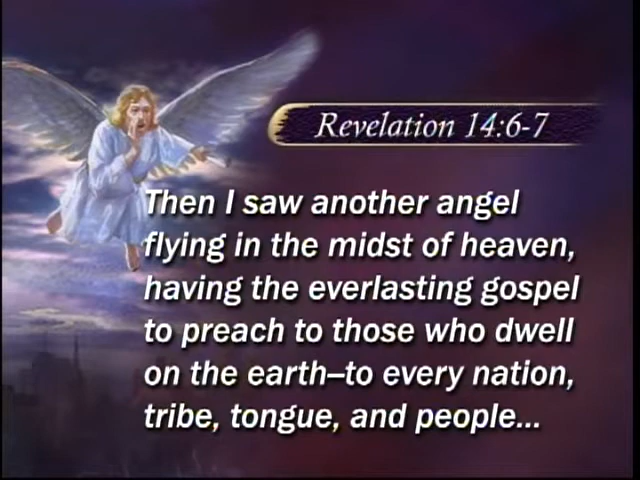 Revelation 14:6-7
Then I saw another angel
flying in the midst of heaven,
having the everlasting gospel
to preach to those who dwell
on the earth–to every nation,
tribe, tongue, and people...